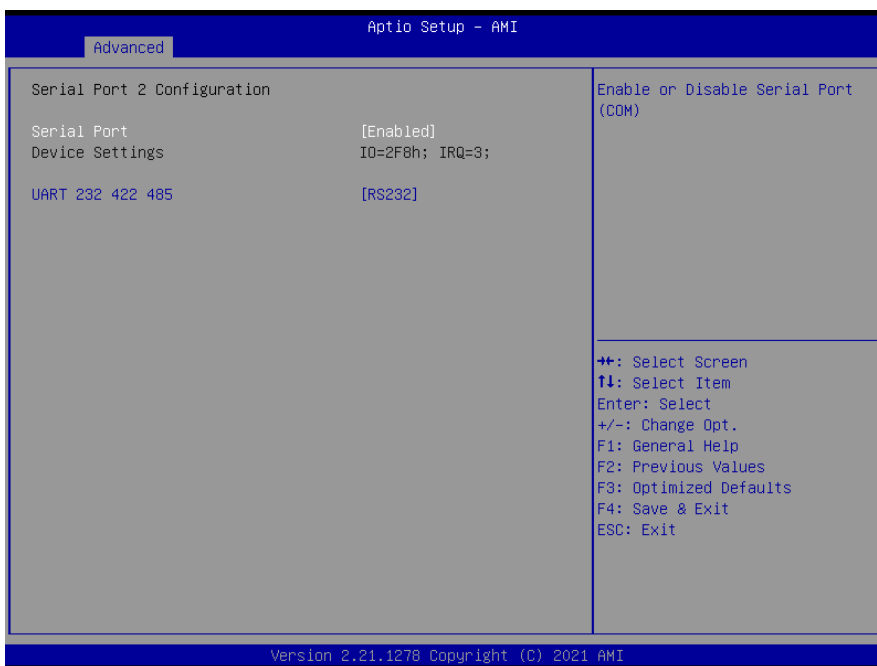 Aptio Setup – AMI
Advanced
Serial Port 2 Configuration
Serial Port [Enabled]
Device Settings IO=2F8h; IRQ=3;
UART 232 422 485 [RS232]
Enable or Disable Serial Port
(COM)
→←: Select Screen
↑↓: Select Item
Enter: Select
+/-: Change Opt.
F1: General Help
F2: Previous Values
F3: Optimized Defaults
F4: Save & Exit
ESC: Exit
Version 2.21.1278 Copyright (C) 2021 AMI